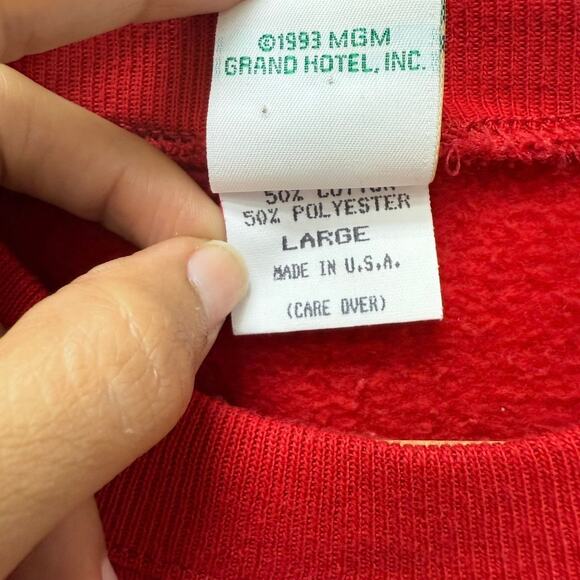 ©1993 MGM
GRAND HOTEL, INC.
50% COTTON
50% POLYESTER
LARGE
MADE IN U.S.A.
(CARE OVER)